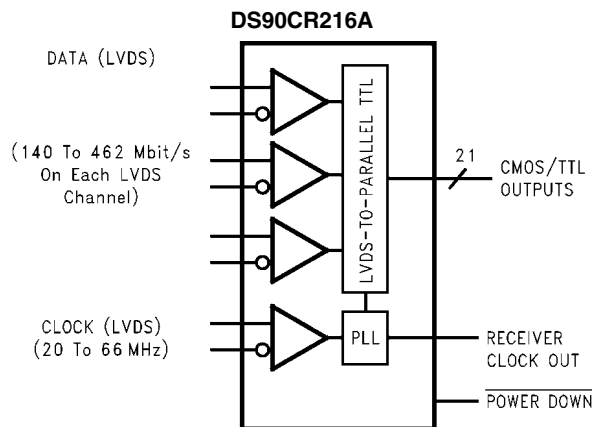 DS90CR216A
DATA (LVDS)
(140 To 462 Mbit/s
On Each LVDS
Channel)
LVDS-TO-PARALLEL TTL
21
CMOS/TTL
OUTPUTS
CLOCK (LVDS)
(20 To 66 MHz)
PLL
RECEIVER
CLOCK OUT
POWER DOWN